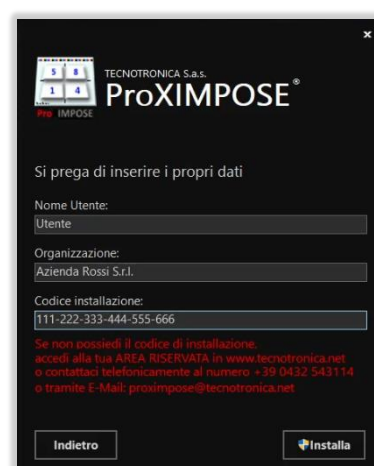 ×
5 8
1 4
Pro IMPOSE
TECNOTRONICA S.a.s.
ProXIMPOSE®
Si prega di inserire i propri dati
Nome Utente:
Utente
Organizzazione:
Azienda Rossi S.r.l.
Codice installazione:
111-222-333-444-555-666
Se non possiedi il codice di installazione.
accedi alla tua AREA RISERVATA in www.tecnotronica.net
o contattaci telefonicamente al numero +39 0432 543114
o tramite E-Mail: proximpose@tecnotronica.net
Indietro
Installa